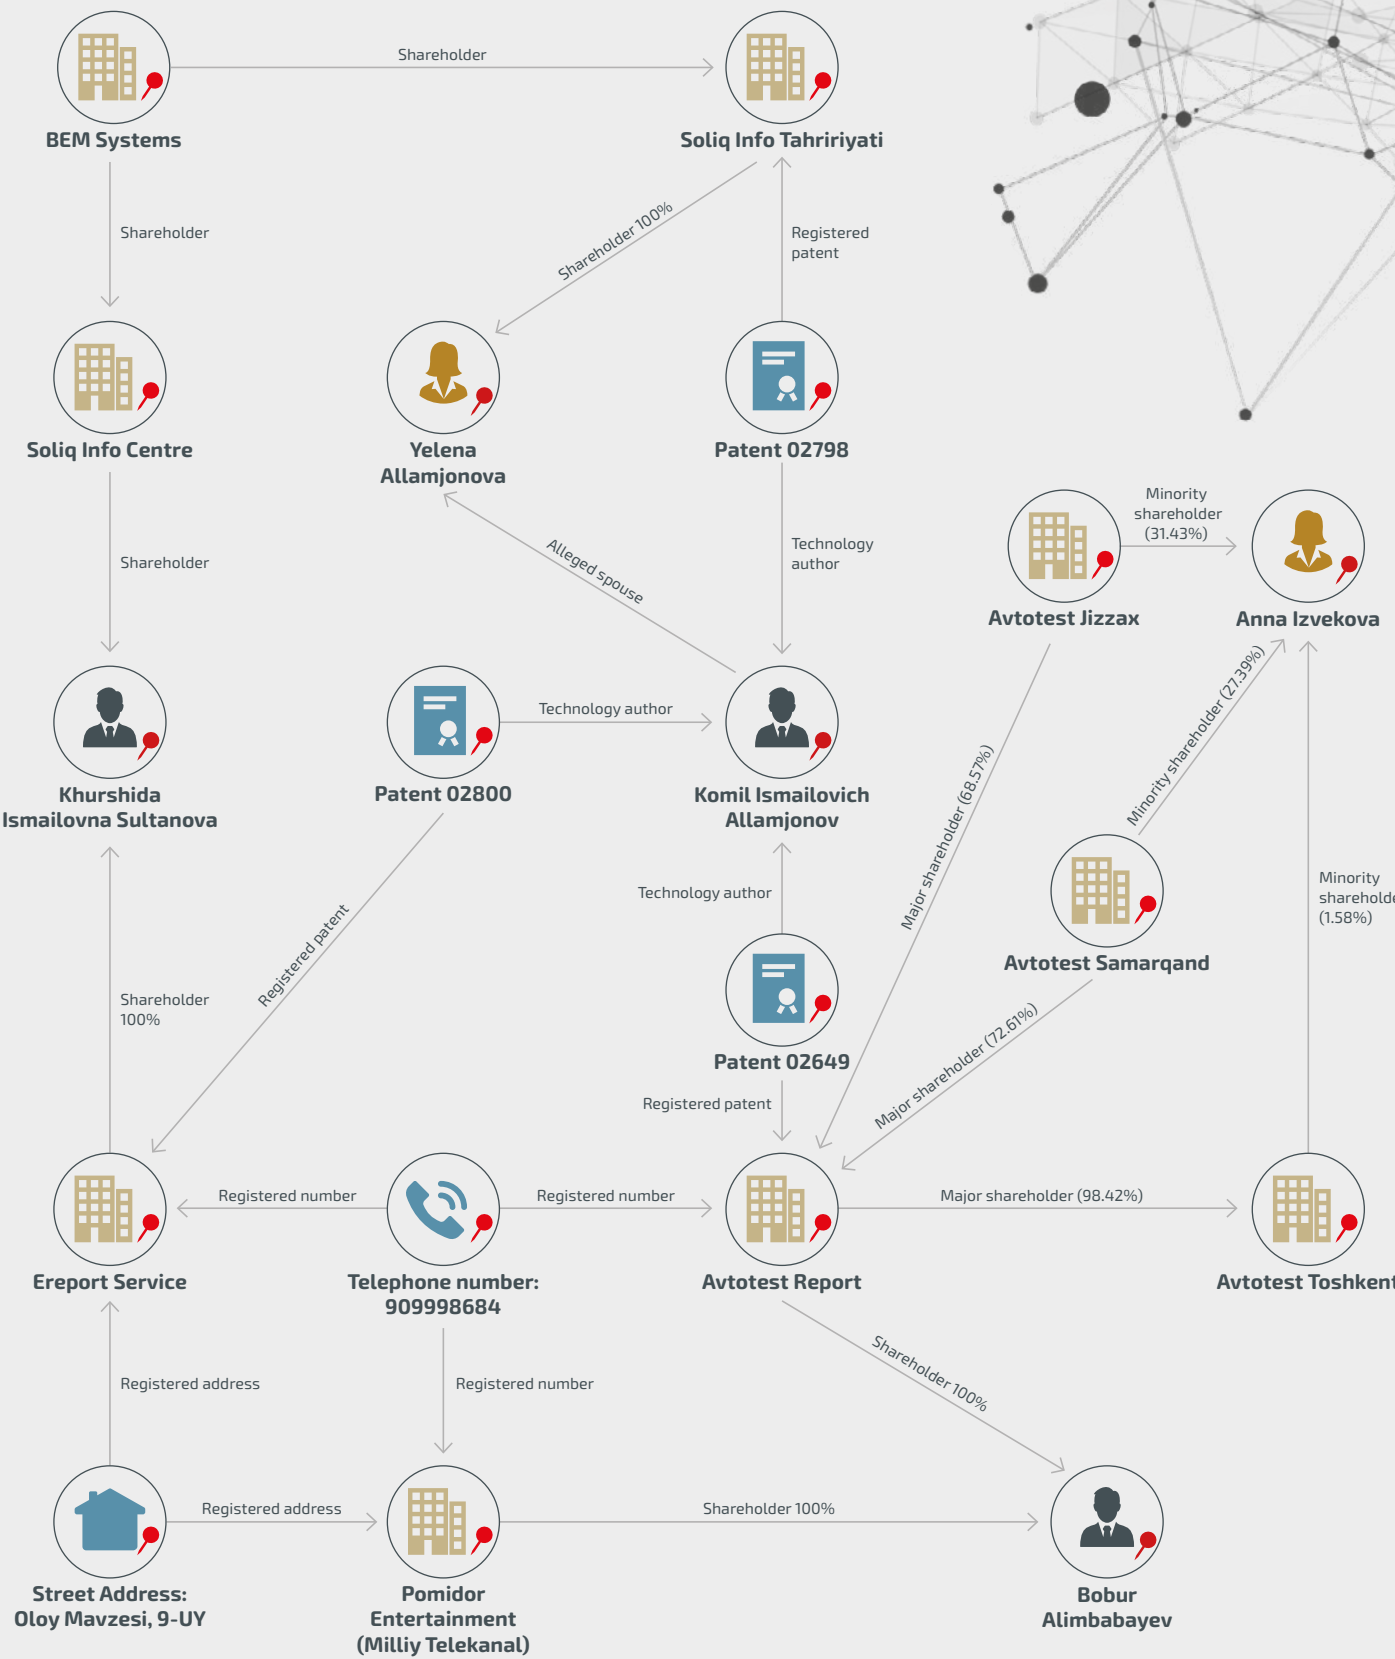 Shareholder
BEM Systems
Soliq Info Tahririyati
Shareholder
Shareholder 100%
Registered
patent
Soliq Info Centre
Yelena
Allamjonova
Patent 02798
Minority
shareholder
(31.43%)
Shareholder
Alleged spouse
Technology
author
Avtotest Jizzax
Anna Izvekova
Technology author
Minority shareholder (27.39%)
Khurshida
Ismailovna Sultanova
Patent 02800
Komil Ismailovich
Allamjonov
Major shareholder (68.57%)
Technology author
Minority
(1.58%)
Registered patent
Avtotest Samarqand
Shareholder
100%
Patent 02649
Major shareholder (72.61%)
Registered patent
Registered number
Registered number
Major shareholder (98.42%)
Ereport Service
Telephone number:
909998684
Avtotest Report
Avtotest Toshkent
Registered address
Registered number
Shareholder 100%
Registered address
Shareholder 100%
Street Address:
Oloy Mavzesi, 9-UY
Pomidor
Entertainment
(Milliy Telekanal)
Bobur
Alimbabayev